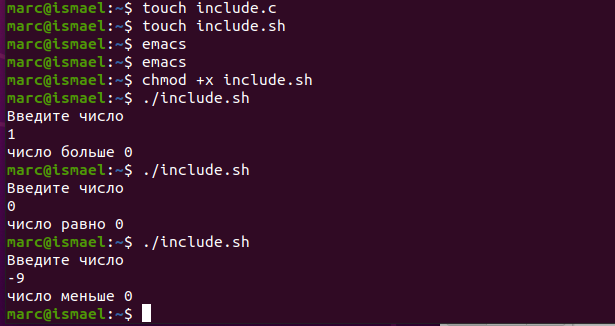 marc@ismael:~$ touch include.c
marc@ismael:~$ touch include.sh
marc@ismael:~$ emacs
marc@ismael:~$ emacs
marc@ismael:~$ chmod +x include.sh
marc@ismael:~$ ./include.sh
Введите число
1
число больше 0
marc@ismael:~$ ./include.sh
Введите число
0
число равно 0
marc@ismael:~$ ./include.sh
Введите число
-9
число меньше 0
marc@ismael:~$